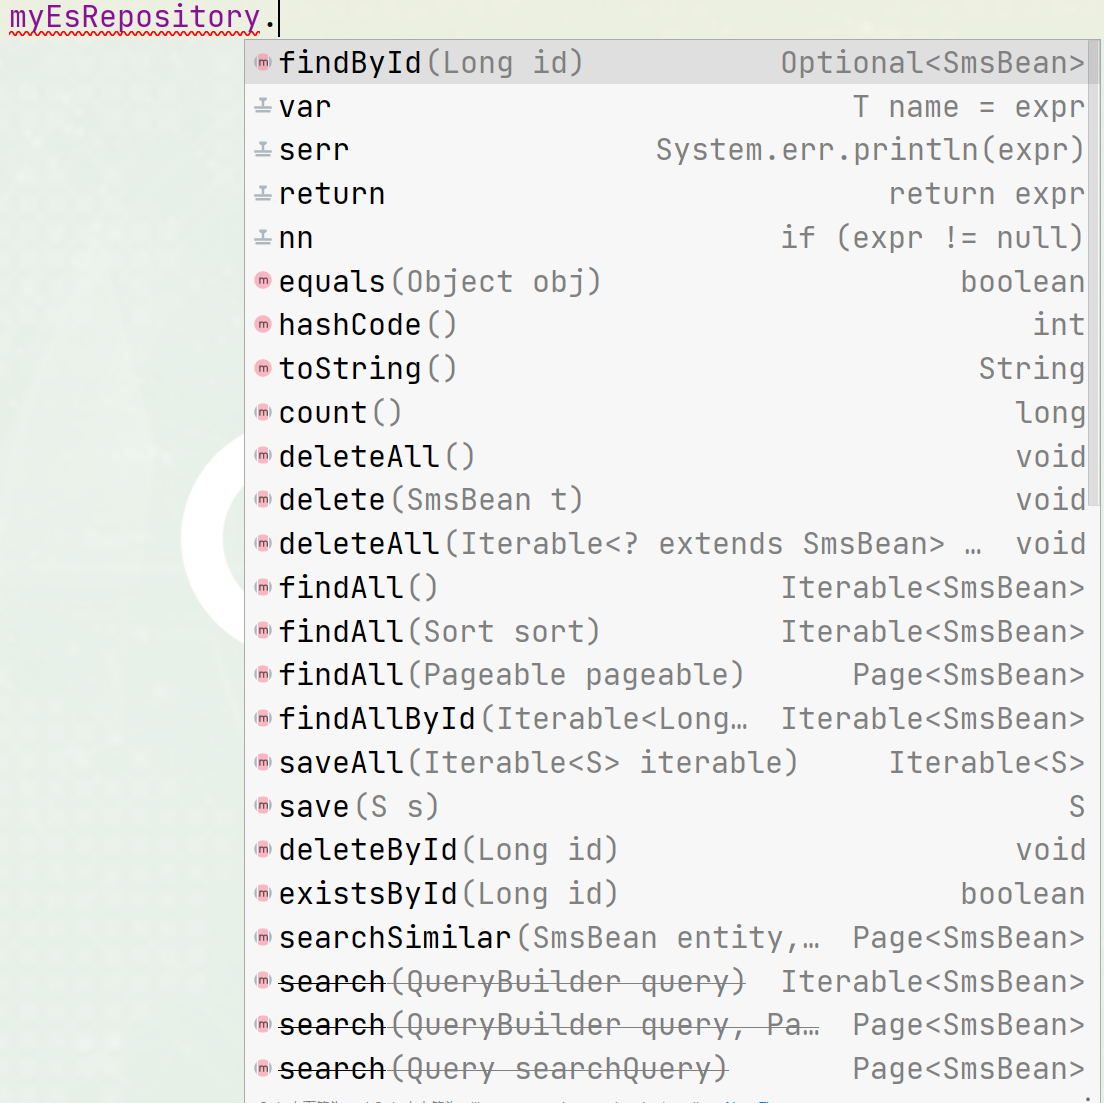 myEsRepository.
findById(Long id) Optional<SmsBean>
var T name = expr
serr System.err.println(expr)
return return expr
nn if (expr != null)
equals(Object obj) boolean
hashCode() int
toString() String
count() long
deleteAll() void
delete(SmsBean t) void
deleteAll(Iterable<? extends SmsBean> … void
findAll() Iterable<SmsBean>
findAll(Sort sort) Iterable<SmsBean>
findAll(Pageable pageable) Page<SmsBean>
findAllById(Iterable<Long… Iterable<SmsBean>
saveAll(Iterable<S> iterable) Iterable<S>
save(S s) S
deleteById(Long id) void
existsById(Long id) boolean
searchSimilar(SmsBean entity,… Page<SmsBean>
search(QueryBuilder query) Iterable<SmsBean>
search(QueryBuilder query, Pa… Page<SmsBean>
search(Query searchQuery) Page<SmsBean>